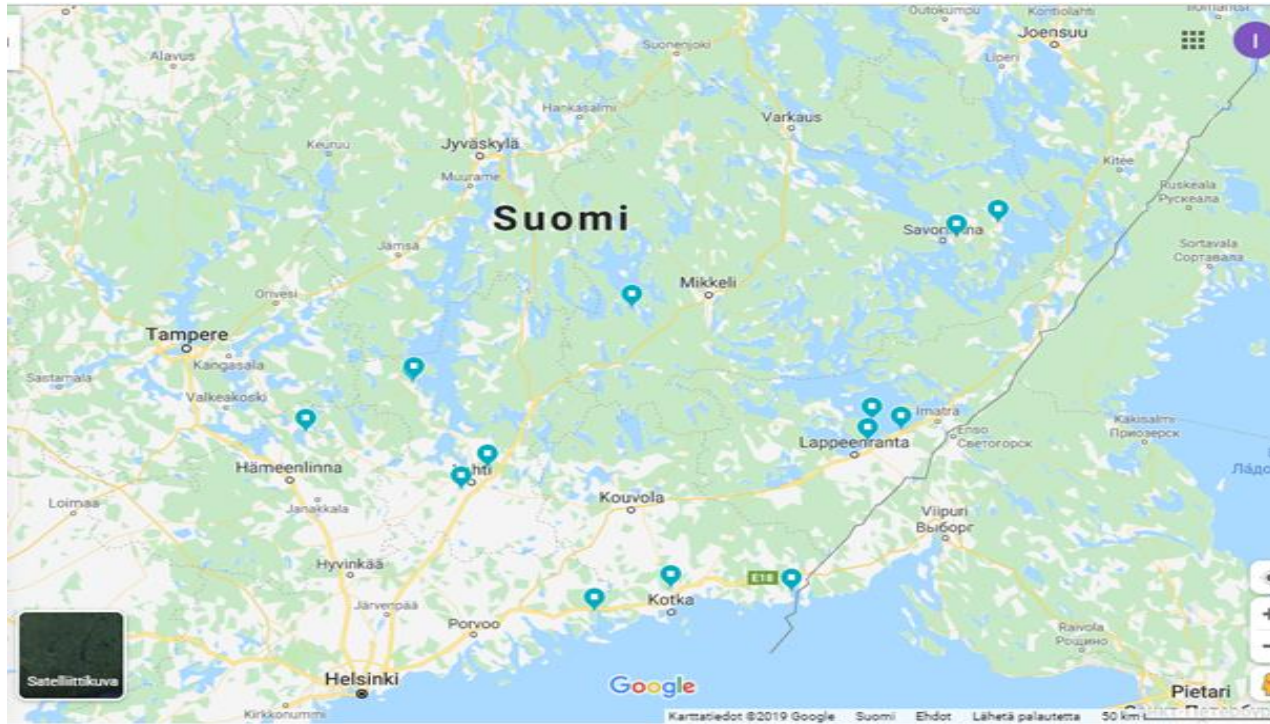 Outokumpu
Kontiolahti
Ilomantsi
Joensuu
Alavus
Suonenjoki
Liperi
I
Hankasalmi
Varkaus
Keuruu
Jyväskylä
Muurame
Kitee
Ruskeala
Рускеала
Suomi
Savonlinna
Jämsä
Sortavala
Сортавала
Mikkeli
Orivesi
Tampere
Kangasala
Sastamala
Valkeakoski
Imatra
Käkisalmi
Приозерск
Enso
Светогорск
Lappeenranta
Hämeenlinna
Lahti
Loimaa
Janakkala
Kouvola
Viipuri
Выборг
Hyvinkää
E18
Järvenpää
Kotka
Porvoo
Raivola
Рощино
Satelliittikuva
Helsinki
Google
Pietari
Kirkkonummi
Karttatiedot ©2019 Google Suomi Ehdot Lähetä palautetta 50 km